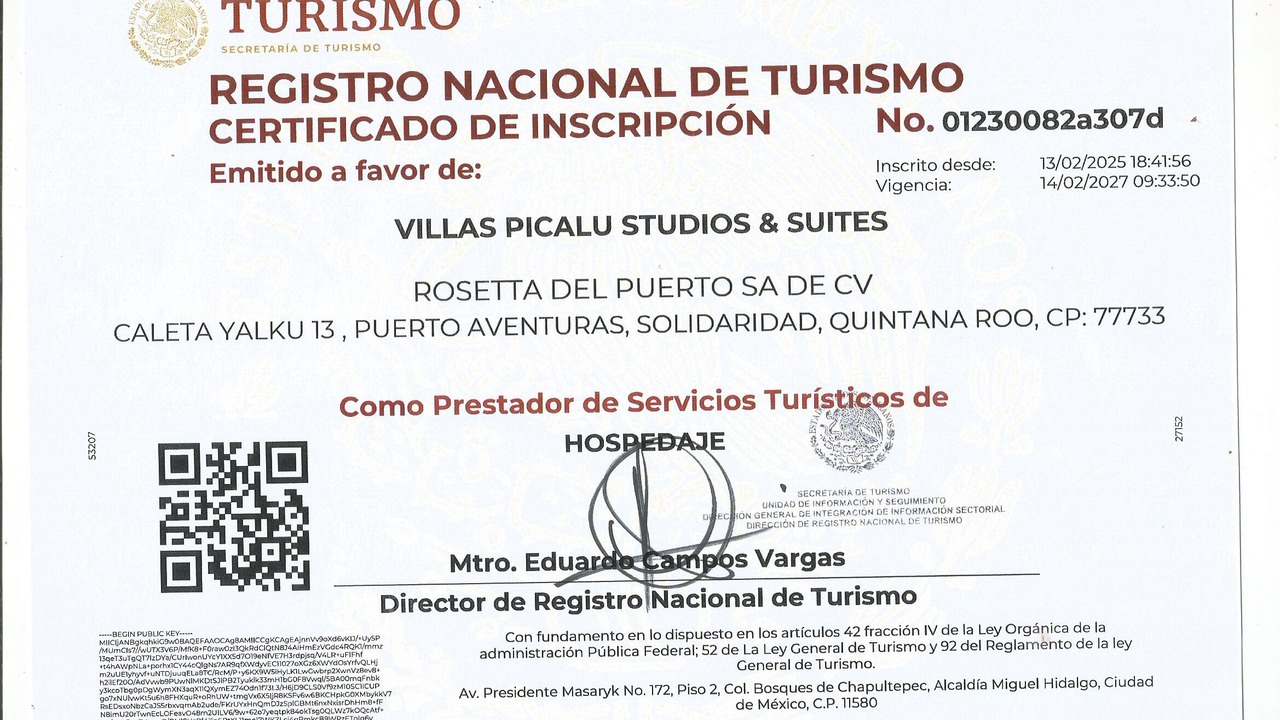 TURISMO
SECRETARÍA DE TURISMO
REGISTRO NACIONAL DE TURISMO
CERTIFICADO DE INSCRIPCIÓN
No. 01230082a307d
Emitido a favor de:
Inscrito desde: 13/02/2025 18:41:56
Vigencia: 14/02/2027 09:33:50
VILLAS PICALU STUDIOS & SUITES
ROSETTA DEL PUERTO SA DE CV
CALETA YALKU 13 , PUERTO AVENTURAS, SOLIDARIDAD, QUINTANA ROO, CP: 77733
Como Prestador de Servicios Turísticos de
HOSPEDAJE
53207
27152
SECRETARÍA DE TURISMO
UNIDAD DE INFORMACIÓN Y SEGUIMIENTO
DIRECCIÓN GENERAL DE INTEGRACIÓN DE INFORMACIÓN SECTORIAL
DIRECCIÓN DE REGISTRO NACIONAL DE TURISMO
Mtro. Eduardo Campos Vargas
Director de Registro Nacional de Turismo
-----BEGIN PUBLIC KEY-----
Con fundamento en lo dispuesto en los artículos 42 fracción IV de la Ley Orgánica de la
administración Pública Federal; 52 de La Ley General de Turismo y 92 del Reglamento de la ley
General de Turismo.
Av. Presidente Masaryk No. 172, Piso 2, Col. Bosques de Chapultepec, Alcaldía Miguel Hidalgo, Ciudad
de México, C.P. 11580